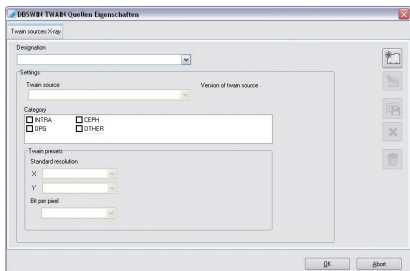 DBSWIN TWAIN Quellen Eigenschaften
Twain sources X-ray
Designation
Settings
Twain source
Version of twain source
Category
INTRA
CEPH
OPG
OTHER
Twain presets
Standard resolution
X
Y
Bit per pixel
OK
Abort